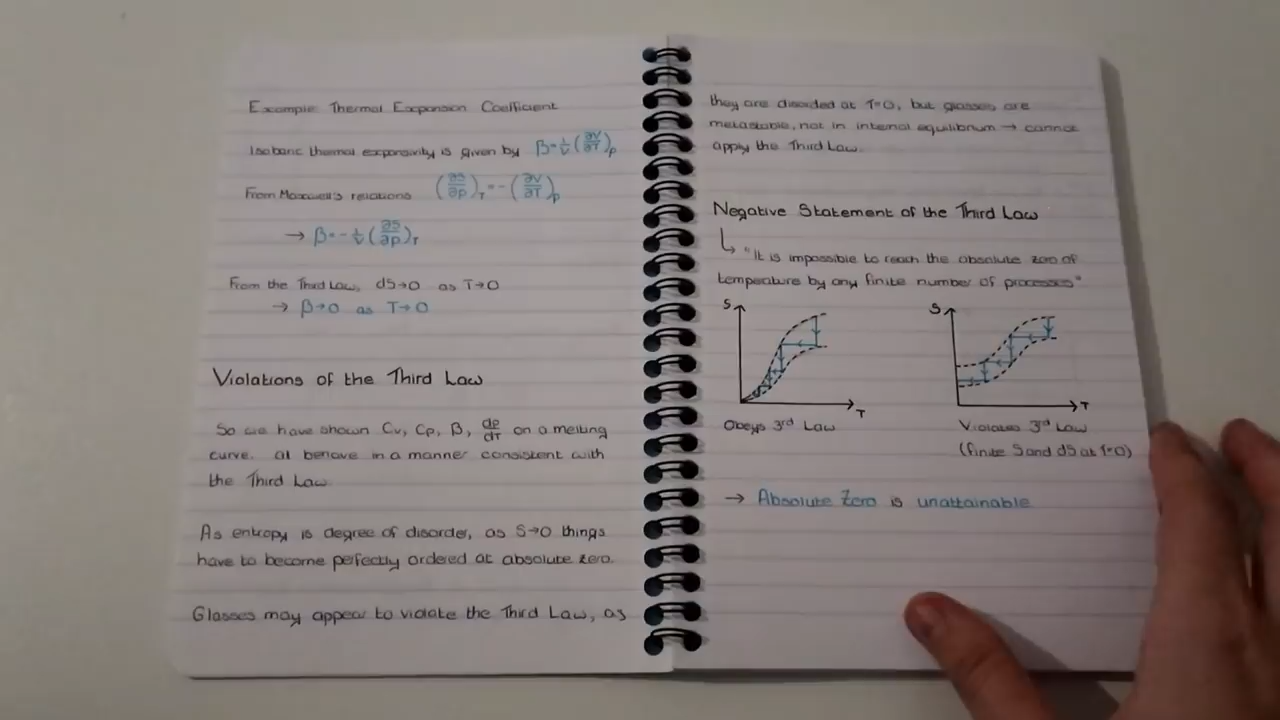 Example: Thermal Expansion Coefficient
Isobaric thermal expansivity is given by β=1/V(∂V/∂T)p
From Maxwell's relations (∂S/∂p)T=-(∂V/∂T)p
→ β=-1/V(∂S/∂p)T
From the Third Law, dS→0 as T→0
→ β→0 as T→0
Violations of the Third Law
So we have shown Cv, Cp, β, dp/dT on a melting
curve. al behave in a manner consistent with
the Third Law
As entropy is degree of disorder, as S→0 things
have to become perfectly ordered at absolute zero.
Glasses may appear to violate the Third Law, as
they are disorded at T=0, but glasses are
metastable, not in internal equilibrium → cannot
apply the Third Law.
Negative Statement of the Third Law
"It is impossible to reach the absolute zero of
temperature by any finite number of processes"
S
T
Obeys 3rd Law
S
T
Violates 3rd Law
(finite S and dS at T=0)
→ Absolute Zero is unattainable